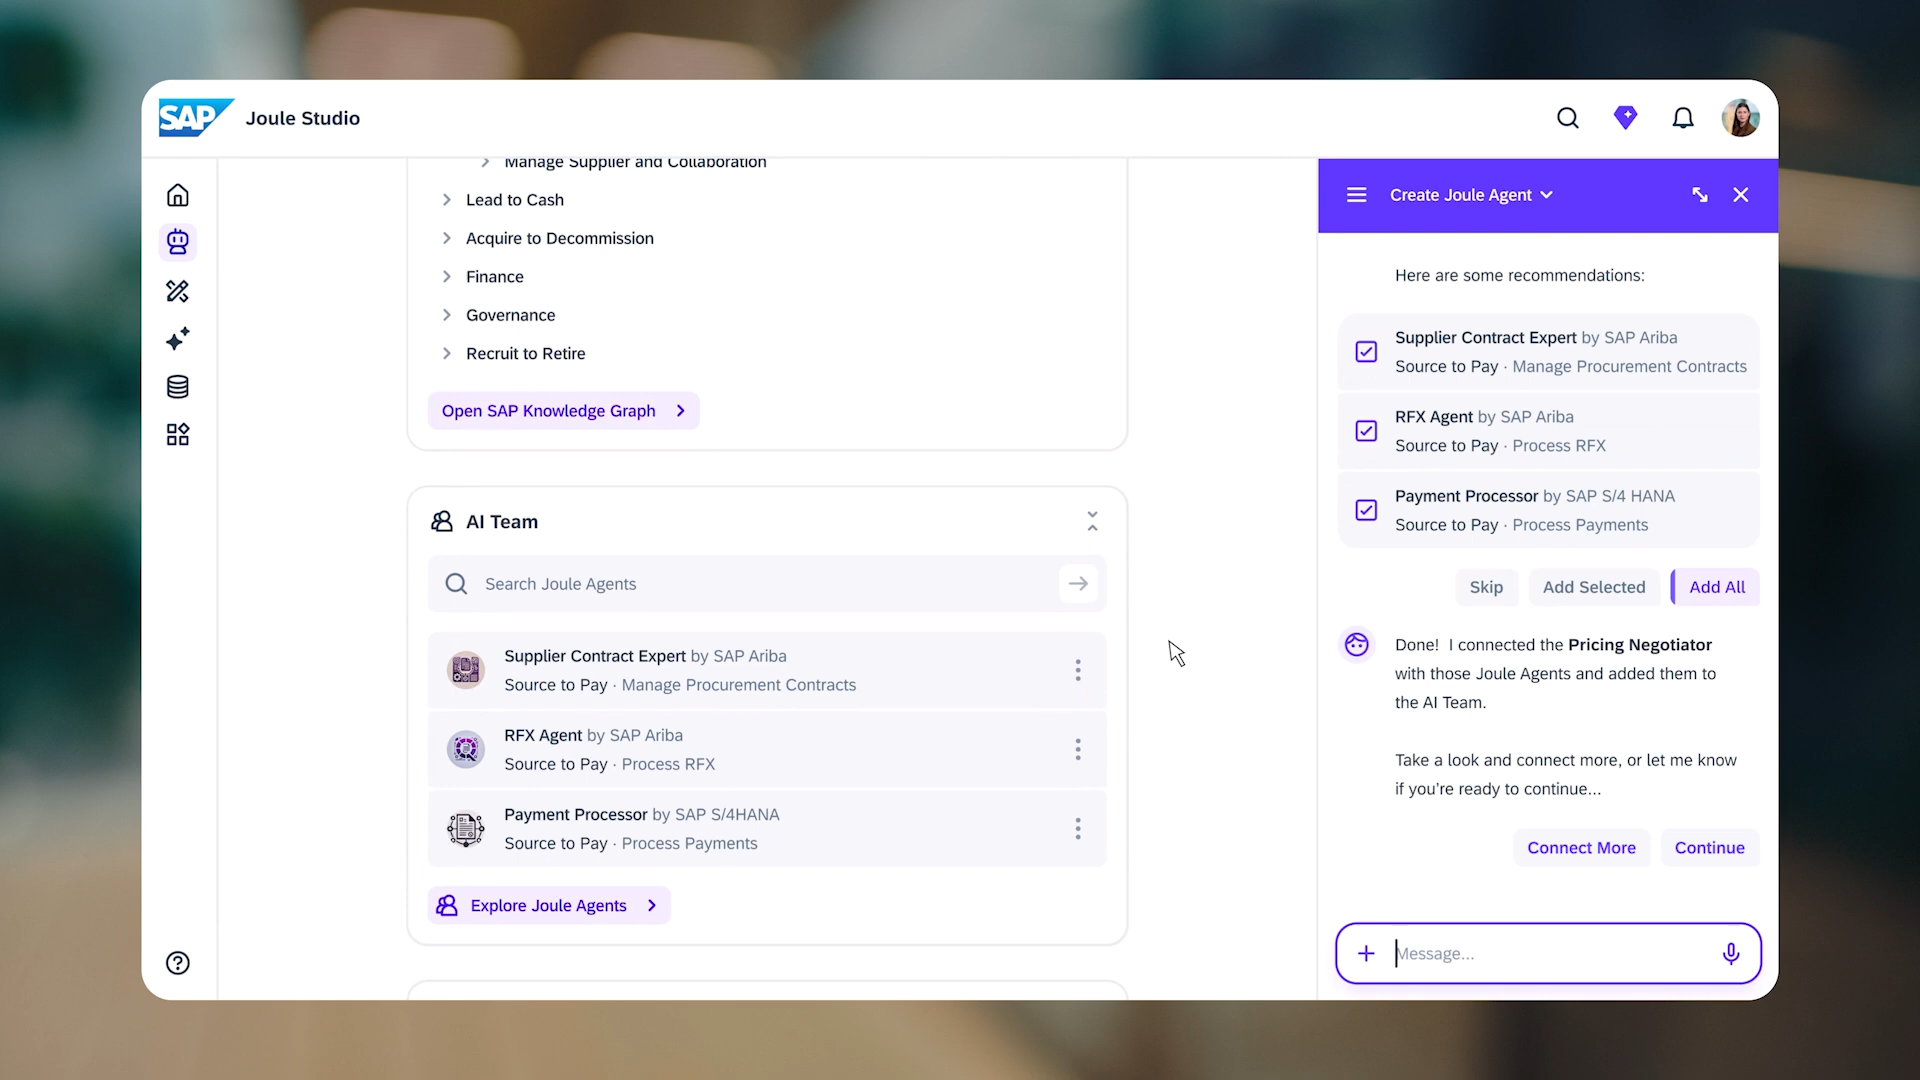 SAP Joule Studio
Manage Supplier and Collaboration
Lead to Cash
Acquire to Decommission
Finance
Governance
Recruit to Retire
Open SAP Knowledge Graph
AI Team
Search Joule Agents
Supplier Contract Expert by SAP Ariba
Source to Pay · Manage Procurement Contracts
RFX Agent by SAP Ariba
Source to Pay · Process RFX
Payment Processor by SAP S/4HANA
Source to Pay · Process Payments
Explore Joule Agents
Create Joule Agent
Here are some recommendations:
Supplier Contract Expert by SAP Ariba
Source to Pay · Manage Procurement Contracts
RFX Agent by SAP Ariba
Source to Pay · Process RFX
Payment Processor by SAP S/4 HANA
Source to Pay · Process Payments
Skip Add Selected Add All
Done! I connected the Pricing Negotiator
with those Joule Agents and added them to
the AI Team.
Take a look and connect more, or let me know
if you’re ready to continue...
Connect More Continue
Message...